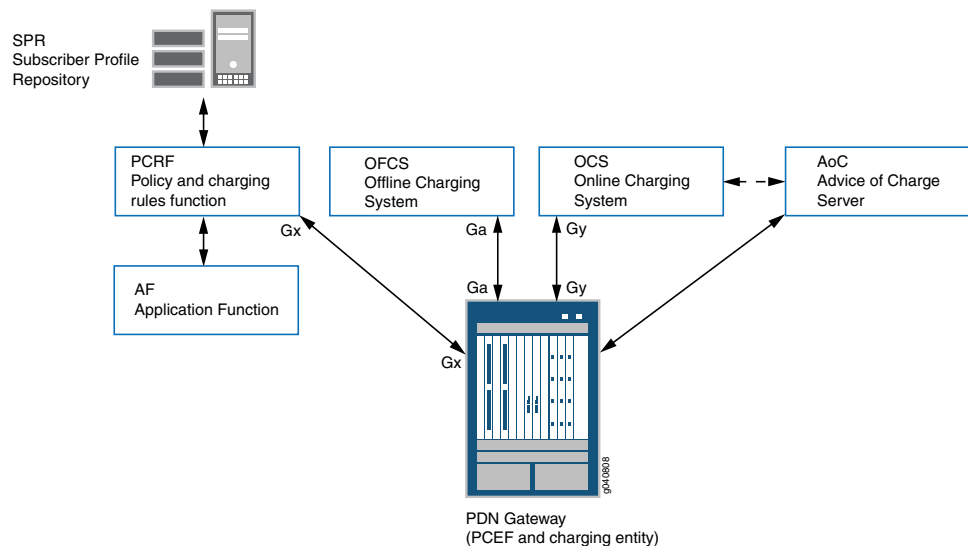 SPR
Subscriber Profile
Repository
PCRF
Policy and charging
rules function
OFCS
Offline Charging
System
OCS
Online Charging
System
AoC
Advice of Charge
Server
Gx
Ga
Gy
AF
Application Function
Ga
Gy
Gx
g040808
PDN Gateway
(PCEF and charging entity)